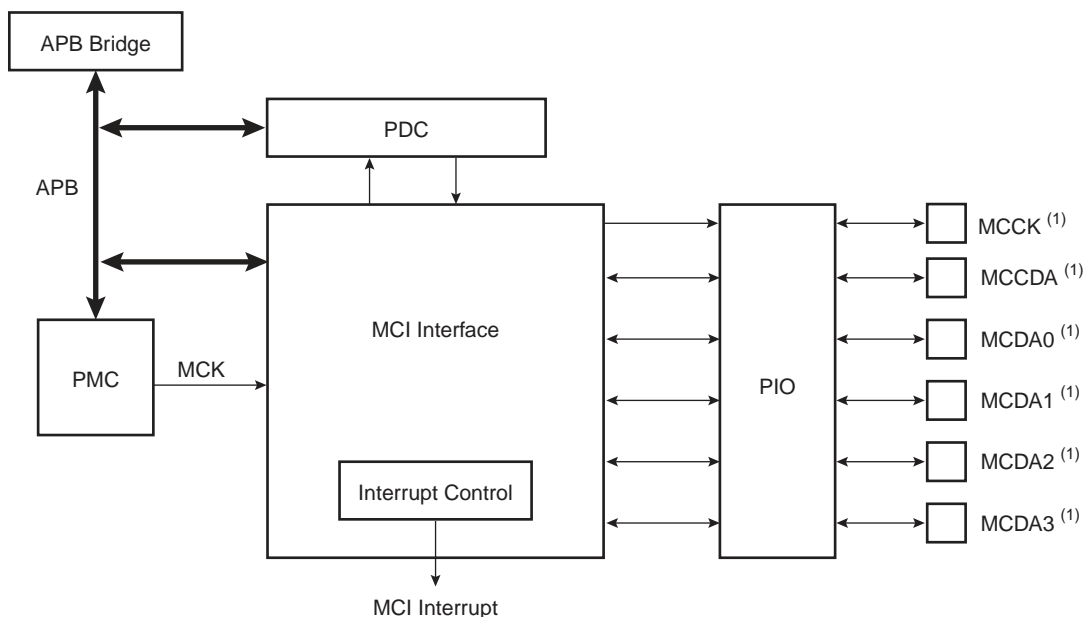 APB Bridge
PDC
APB
MCCK (1)
MCCDA (1)
MCI Interface
MCDA0 (1)
PMC
MCK
PIO
MCDA1 (1)
MCDA2 (1)
Interrupt Control
MCDA3 (1)
MCI Interrupt